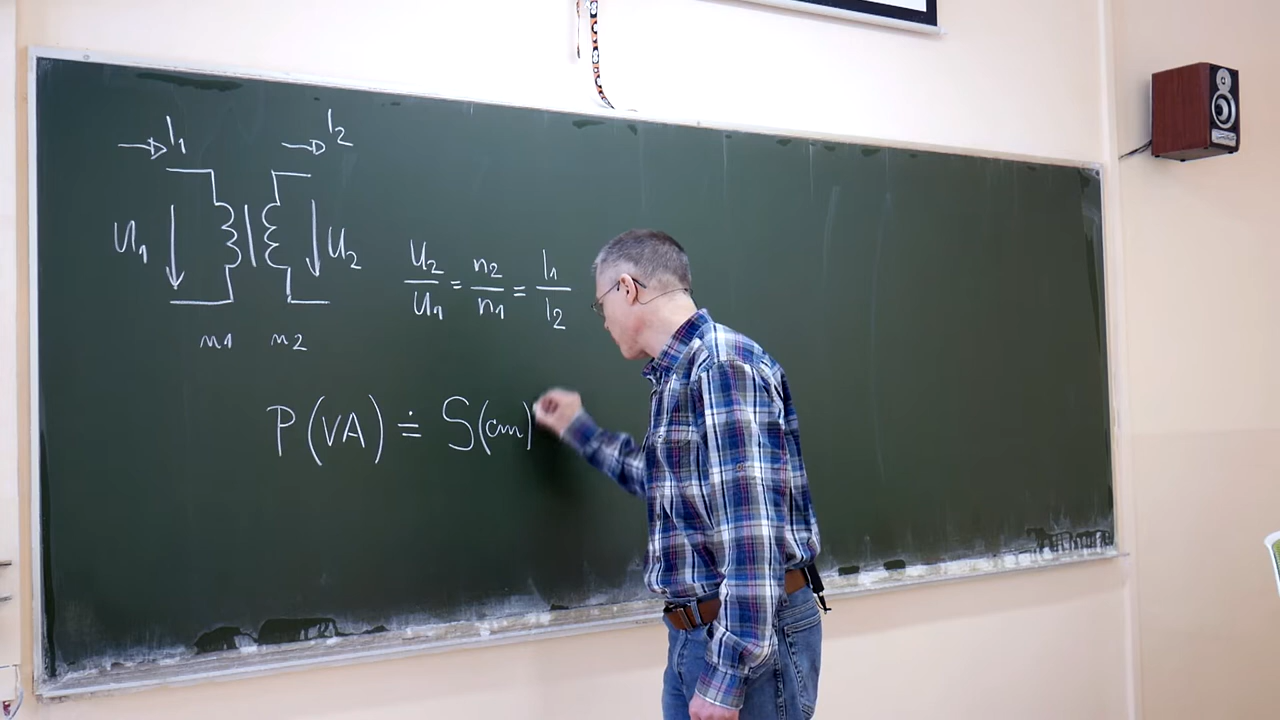 I1 I2
U1 U2
U2/U1 = n2/n1 = I1/I2
n1 n2
P(VA) ≐ S(cm)